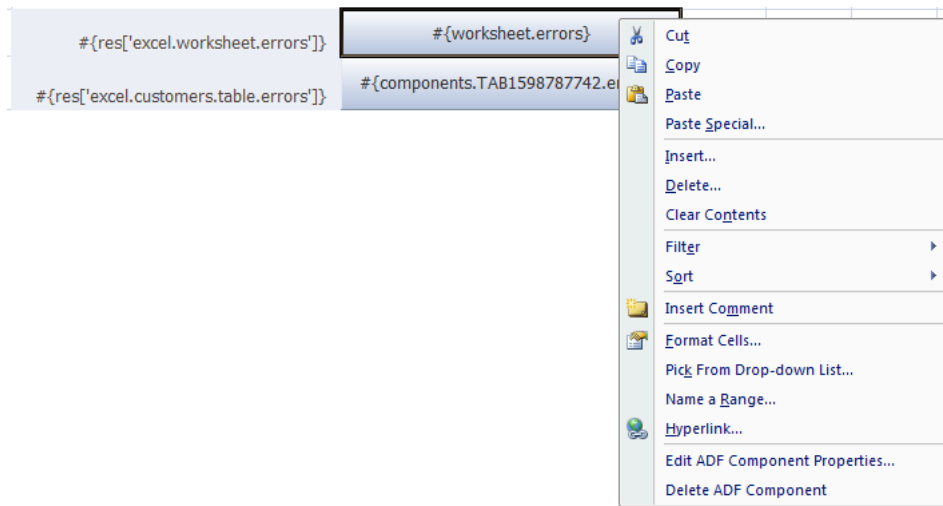 #{res['excel.worksheet.errors']}
#{worksheet.errors}
#{res['excel.customers.table.errors']}
#{components.TAB1598787742.er
Cut
Copy
Paste
Paste Special...
Insert...
Delete...
Clear Contents
Filter
Sort
Insert Comment
Format Cells...
Pick From Drop-down List...
Name a Range...
Hyperlink...
Edit ADF Component Properties...
Delete ADF Component